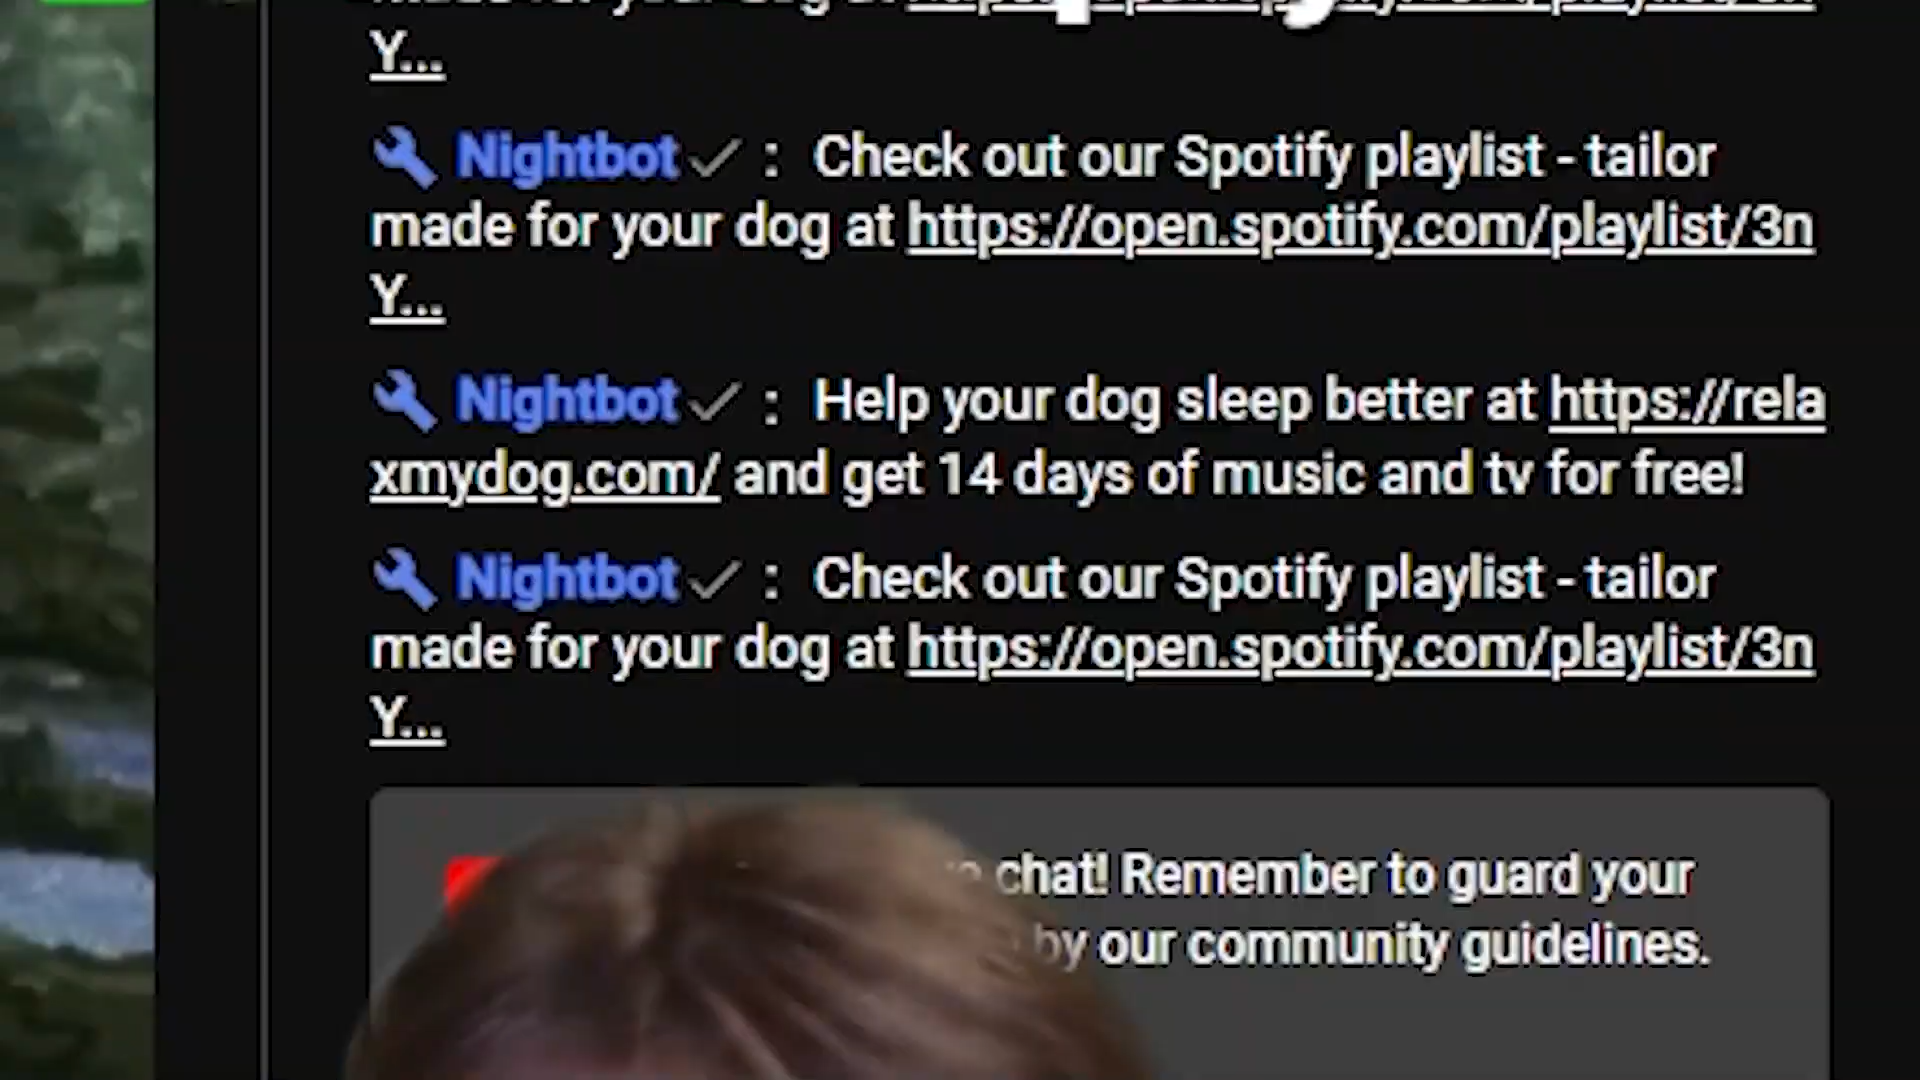 Y...
Nightbot : Check out our Spotify playlist - tailor
made for your dog at https://open.spotify.com/playlist/3n
Y...
Nightbot : Help your dog sleep better at https://rela
xmydog.com/ and get 14 days of music and tv for free!
Nightbot : Check out our Spotify playlist - tailor
made for your dog at https://open.spotify.com/playlist/3n
Y...
chat! Remember to guard your
by our community guidelines.